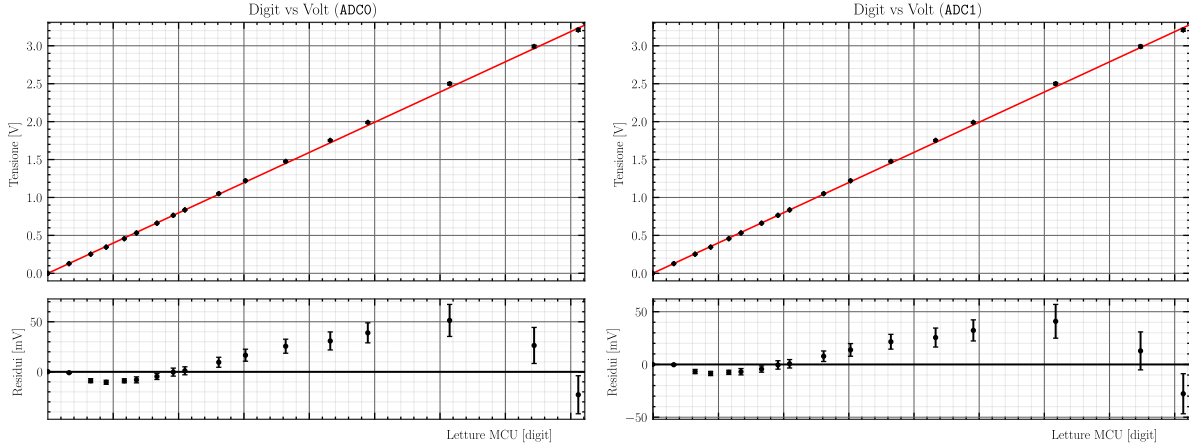 Digit vs Volt (ADC0)
Tensione [V]
3.0
2.5
2.0
1.5
1.0
0.5
0.0
Residui [mV]
50
0
Letture MCU [digit]
Digit vs Volt (ADC1)
Tensione [V]
3.0
2.5
2.0
1.5
1.0
0.5
0.0
Residui [mV]
50
0
−50
Letture MCU [digit]